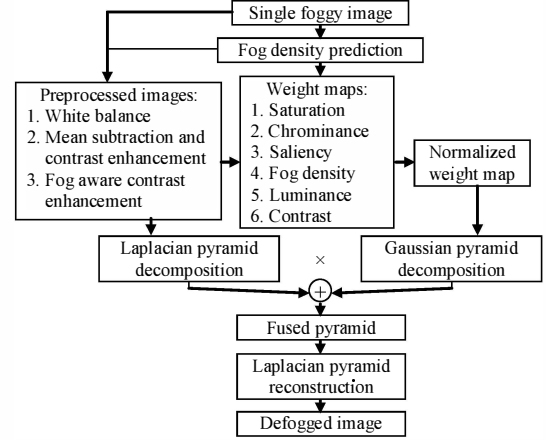 Single foggy image
Fog density prediction
Preprocessed images:
1. White balance
2. Mean subtraction and
contrast enhancement
3. Fog aware contrast
enhancement
Weight maps:
1. Saturation
2. Chrominance
3. Saliency
4. Fog density
5. Luminance
6. Contrast
Normalized
weight map
Laplacian pyramid
decomposition
×
Gaussian pyramid
decomposition
+
Fused pyramid
Laplacian pyramid
reconstruction
Defogged image